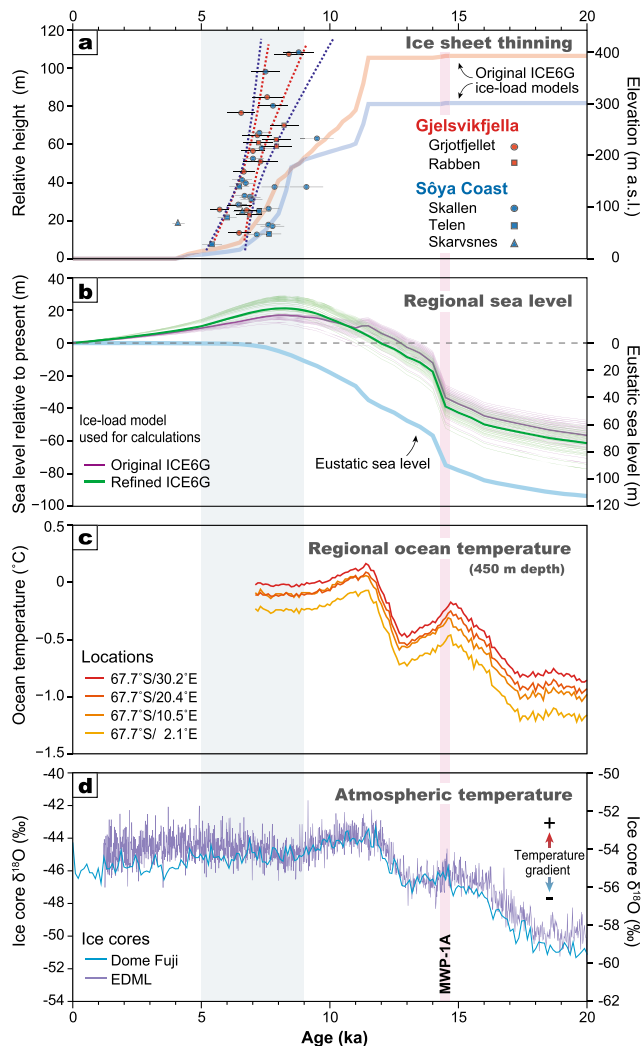 0 5 10 15 20
a
Ice sheet thinning
Original ICE6G
ice-load models
Gjelsvikfjella
Grjotfjellet
Rabben
Sôya Coast
Skallen
Telen
Skarvsnes
Relative height (m)
120
100
80
60
40
20
0
Elevation (m a.s.l.)
400
300
200
100
0
b
Regional sea level
Sea level relative to present (m)
40
20
0
−20
−40
−60
−80
−100
Eustatic sea level (m)
0
20
40
60
80
100
120
Ice-load model
used for calculations
Original ICE6G
Refined ICE6G
Eustatic sea level
c
Regional ocean temperature
(450 m depth)
Ocean temperature (˚C)
0.5
0
−0.5
−1.0
−1.5
Locations
67.7˚S/30.2˚E
67.7˚S/20.4˚E
67.7˚S/10.5˚E
67.7˚S/ 2.1˚E
d
Atmospheric temperature
Ice core δ¹⁸O (‰)
-40
-42
-44
-46
-48
-50
-52
-54
Ice core δ¹⁸O (‰)
-50
-52
-54
-56
-58
-60
-62
+
Temperature
gradient
-
Ice cores
Dome Fuji
EDML
MWP-1A
0 5 10 15 20
Age (ka)